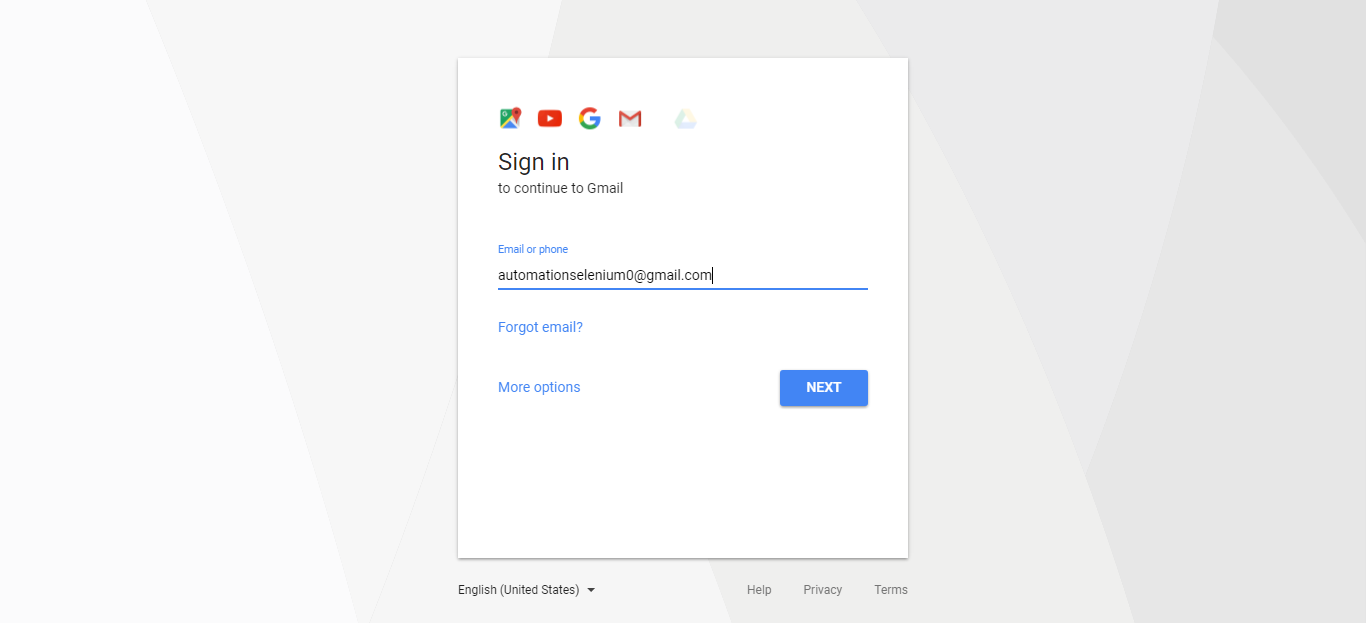 Sign in
to continue to Gmail
Email or phone
automationselenium0@gmail.com
Forgot email?
More options
NEXT
English (United States)
Help
Privacy
Terms